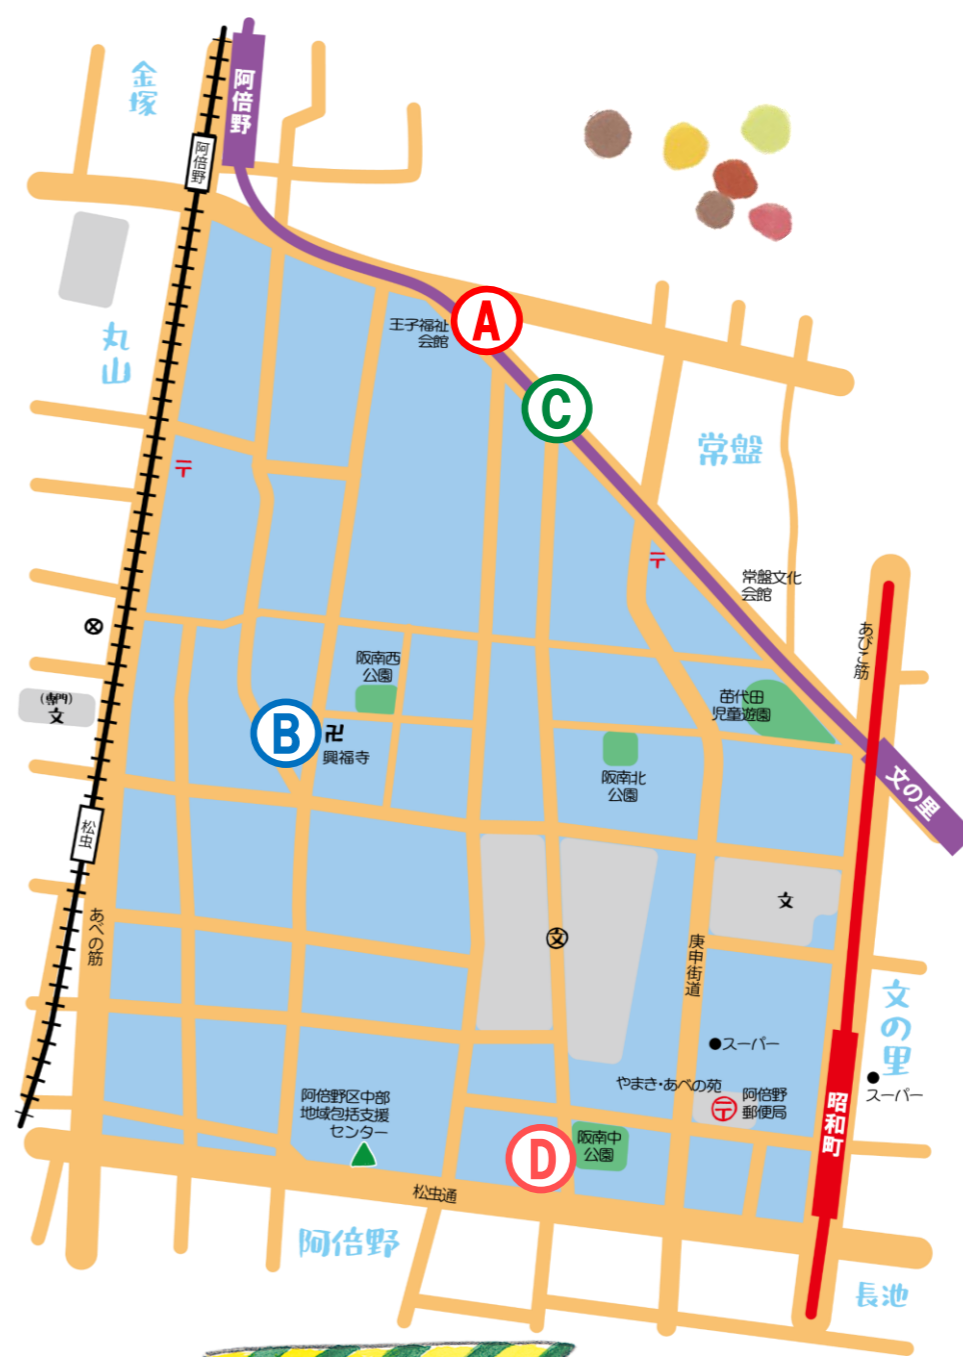 金塚
阿倍野
阿倍野
丸山
王子福祉
会館
A
C
常盤
〒
〒
常盤文化
会館
あびこ筋
阪南西
公園
(専門)
文
苗代田
児童遊園
B
卍
興福寺
阪南北
公園
文の里
松虫
文
あべの筋
文
庚申街道
文の里
スーパー
スーパー
やまき・あべの苑
阿倍野区中部
地域包括支援
センター
〒
阿倍野
郵便局
昭和町
D
阪南中
公園
松虫通
阿倍野
長池